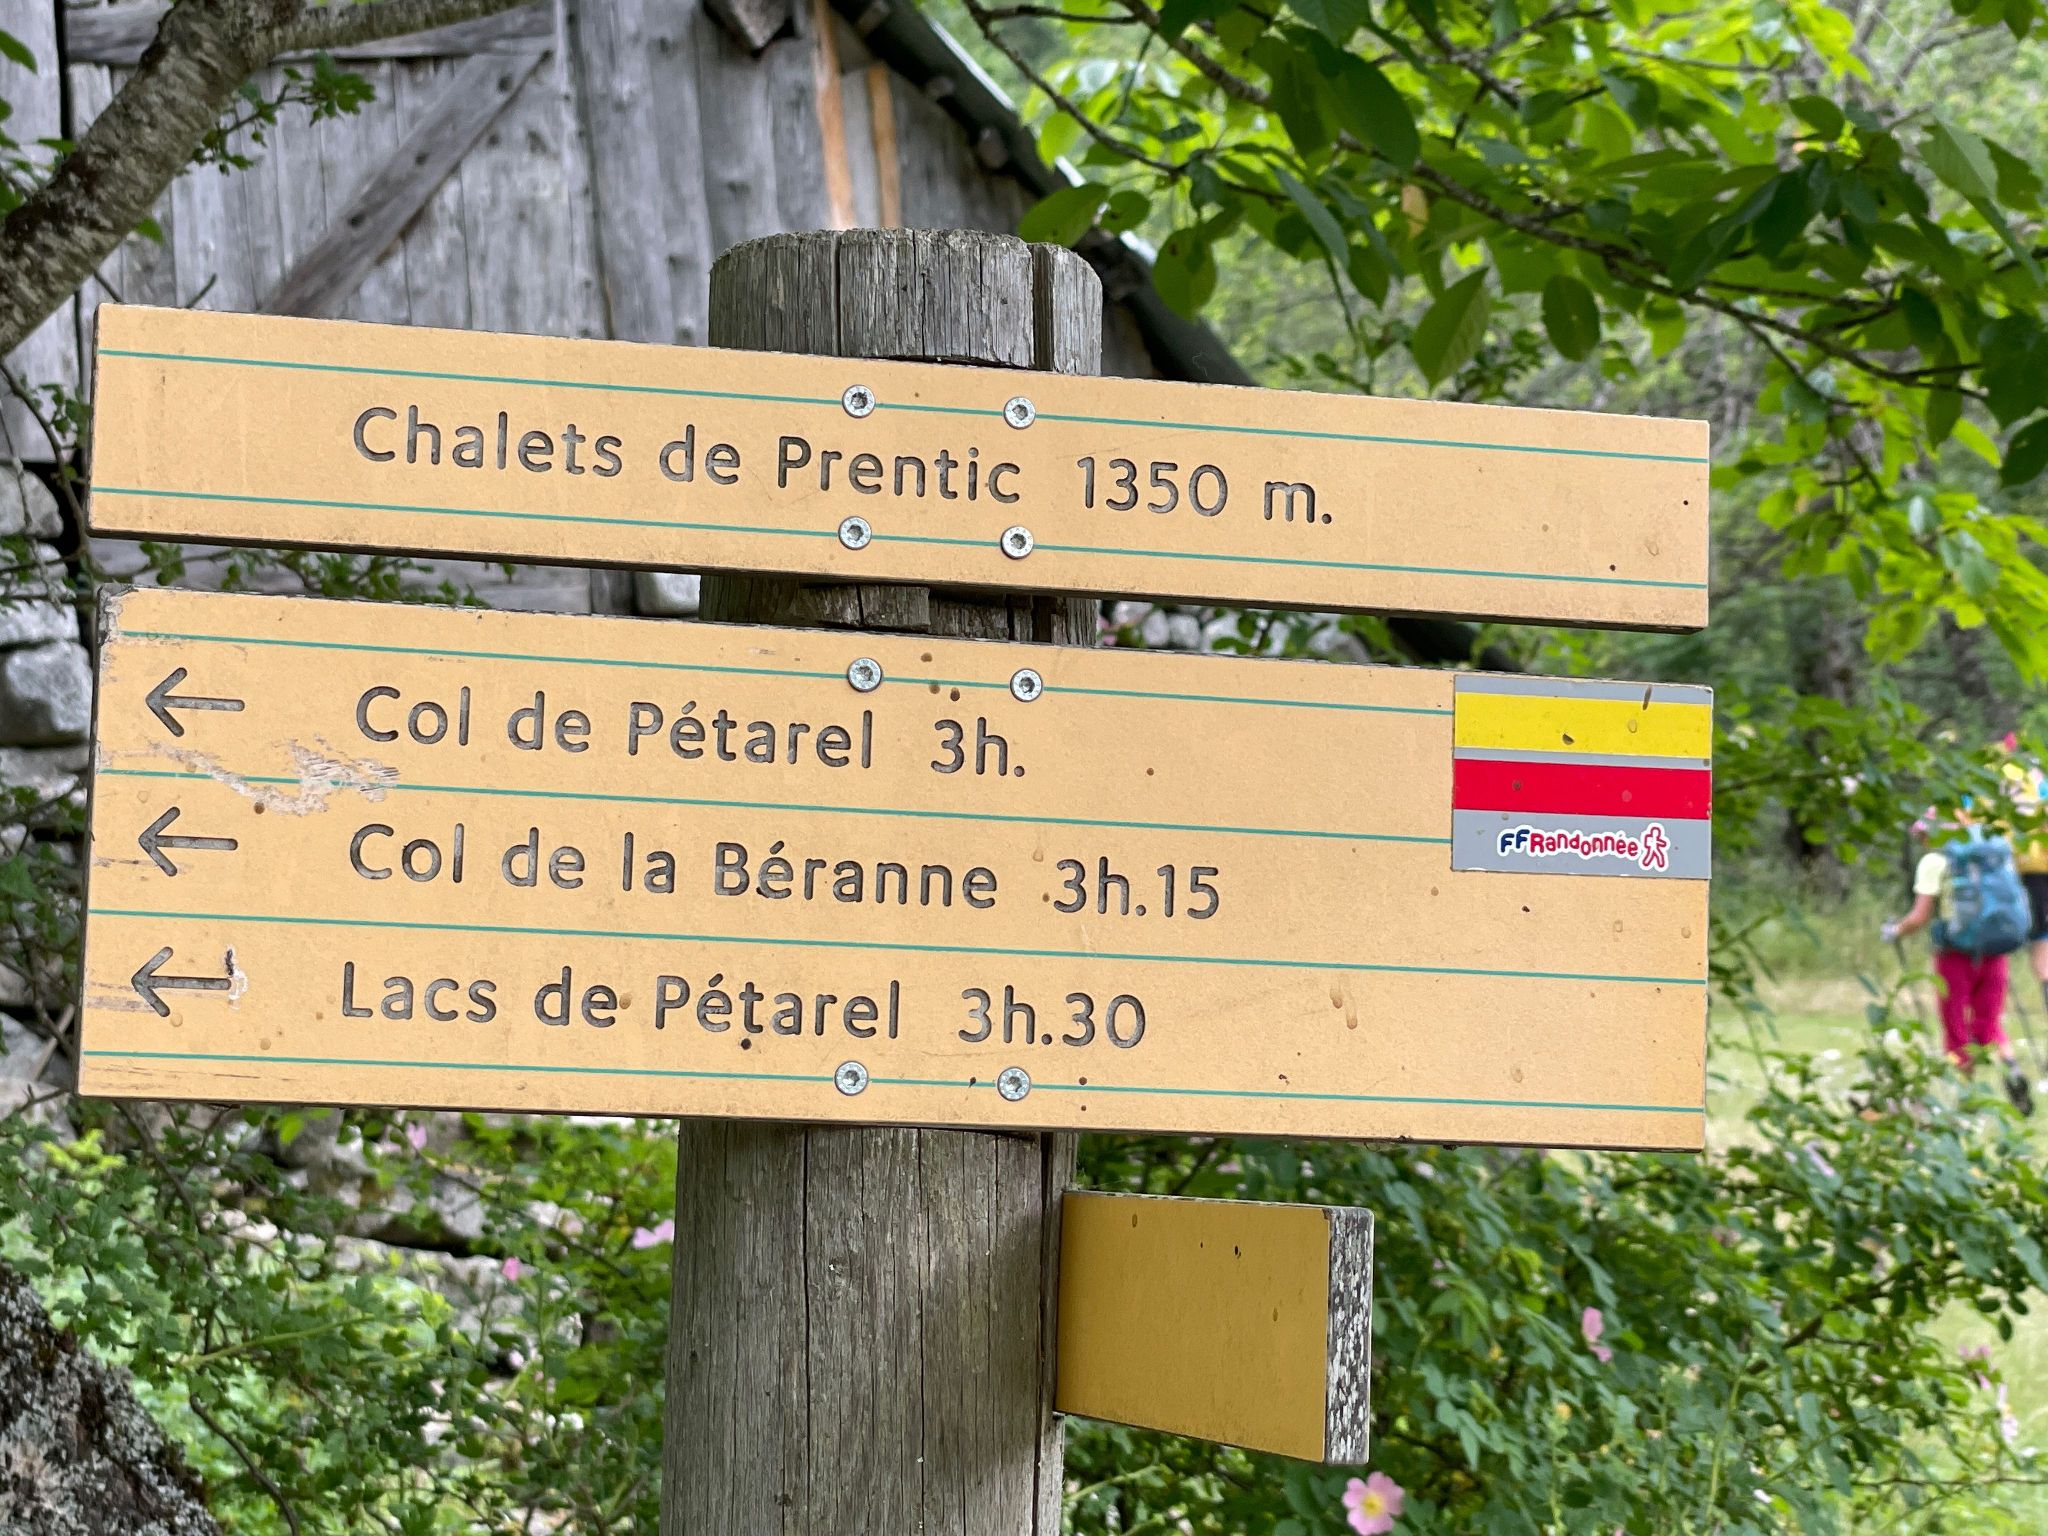 Chalets de Prentic 1350 m.
← Col de Pétarel 3h.
← Col de la Béranne 3h.15
← Lacs de Pétarel 3h.30
FFRandonnée